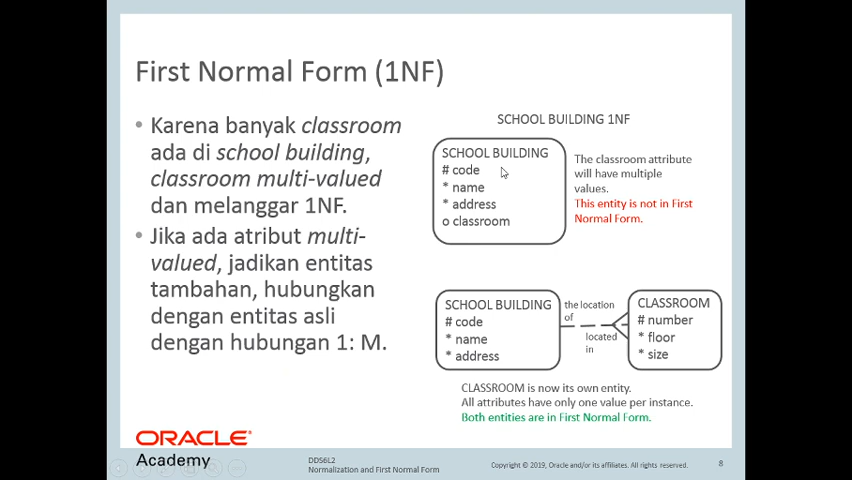 First Normal Form (1NF)
• Karena banyak classroom
ada di school building,
classroom multi-valued
dan melanggar 1NF.
• Jika ada atribut multi-
valued, jadikan entitas
tambahan, hubungkan
dengan entitas asli
dengan hubungan 1: M.
SCHOOL BUILDING 1NF
SCHOOL BUILDING
# code
* name
* address
o classroom
The classroom attribute
will have multiple
values.
This entity is not in First
Normal Form.
SCHOOL BUILDING
# code
* name
* address
the location
of
located
in
CLASSROOM
# number
* floor
* size
CLASSROOM is now its own entity.
All attributes have only one value per instance.
Both entities are in First Normal Form.
ORACLE
Academy
DDS6L2
Normalization and First Normal Form
Copyright © 2019, Oracle and/or its affiliates. All rights reserved.
8